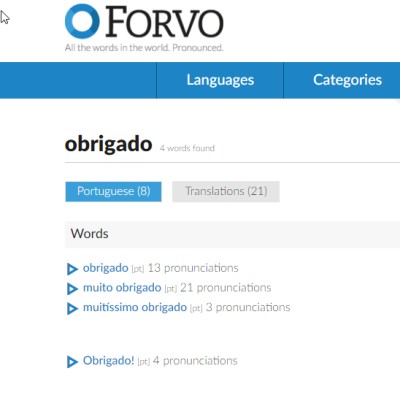 FORVO
All the words in the world. Pronounced.
Languages Categories
obrigado 4 words found
Portuguese (8) Translations (21)
Words
obrigado [pt] 13 pronunciations
muito obrigado [pt] 21 pronunciations
muitíssimo obrigado [pt] 3 pronunciations
Obrigado! [pt] 4 pronunciations